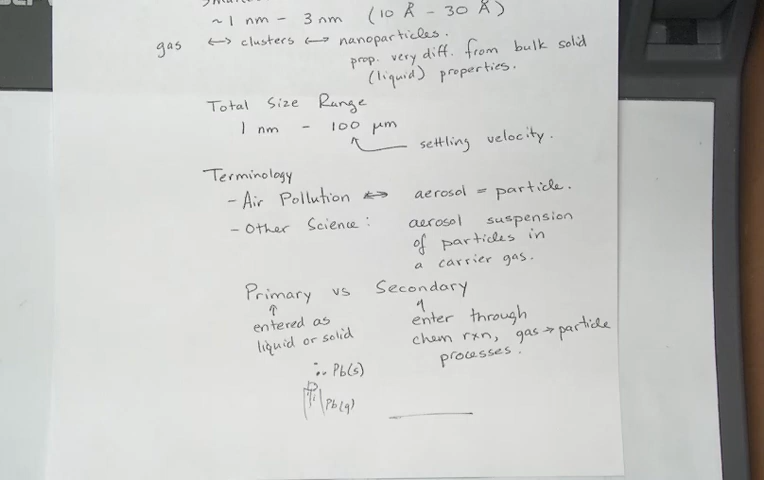 ~ 1 nm - 3 nm (10 Å - 30 Å)
gas ↔ clusters ↔ nanoparticles.
prop. very diff. from bulk solid
(liquid) properties.
Total Size Range
1 nm - 100 μm
settling velocity.
Terminology
- Air Pollution ↔ aerosol = particle.
- Other Science: aerosol suspension
of particles in
a carrier gas.
Primary vs Secondary
↑ entered as
liquid or solid
↑ enter through
chem rxn, gas → particle
processes.
Pb(s)
Pb(g)